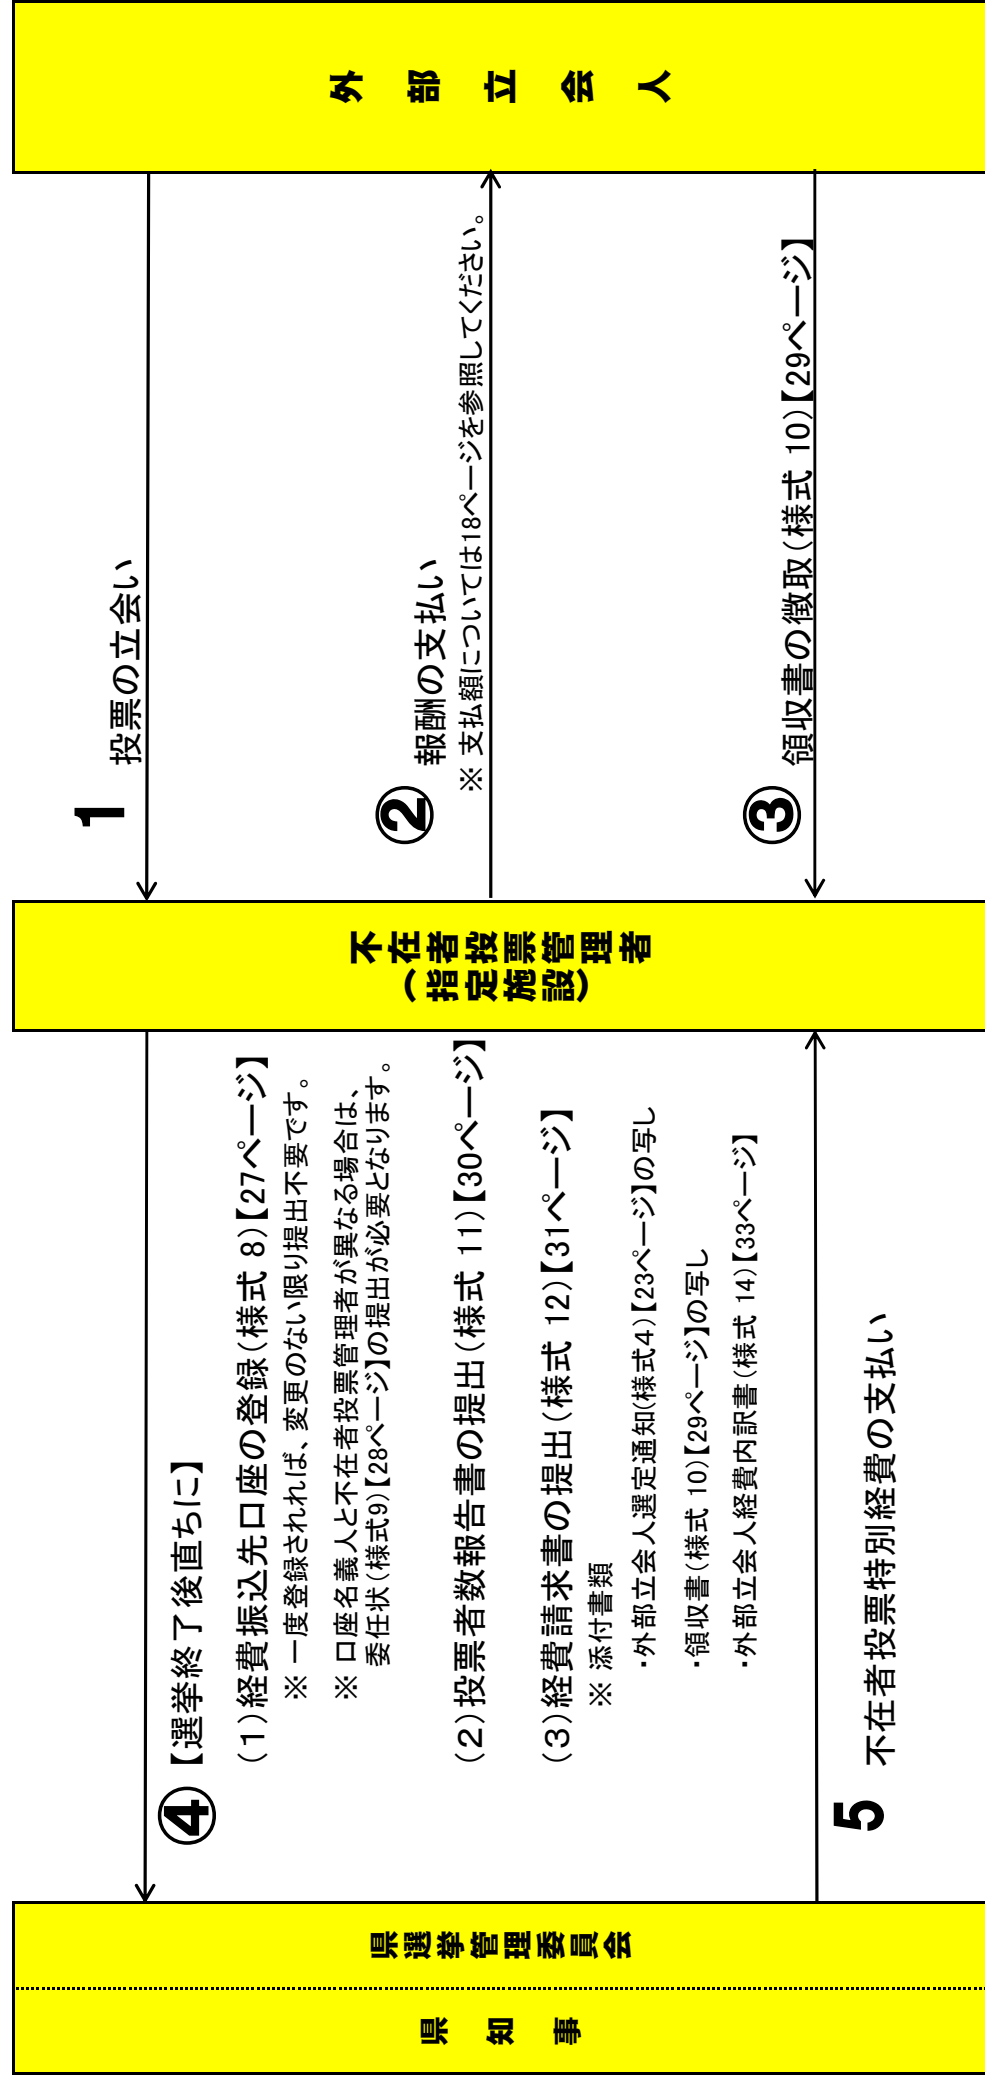 県知事
県選挙管理委員会
不在者投票管理者
(指定施設)
外部立会人
1
投票の立会い
②
報酬の支払い
※ 支払額については18ページを参照してください。
③
領収書の徴取(様式 10)【29ページ】
④
【選挙終了後直ちに】
(1)経費振込先口座の登録(様式 8)【27ページ】
※ 一度登録されれば、変更のない限り提出不要です。
※ 口座名義人と不在者投票管理者が異なる場合は、
委任状(様式9)【28ページ】の提出が必要となります。
(2)投票者数報告書の提出(様式 11)【30ページ】
(3)経費請求書の提出(様式 12)【31ページ】
※ 添付書類
・外部立会人選定通知(様式4)【23ページ】の写し
・領収書(様式 10)【29ページ】の写し
・外部立会人経費内訳書(様式 14)【33ページ】
5
不在者投票特別経費の支払い